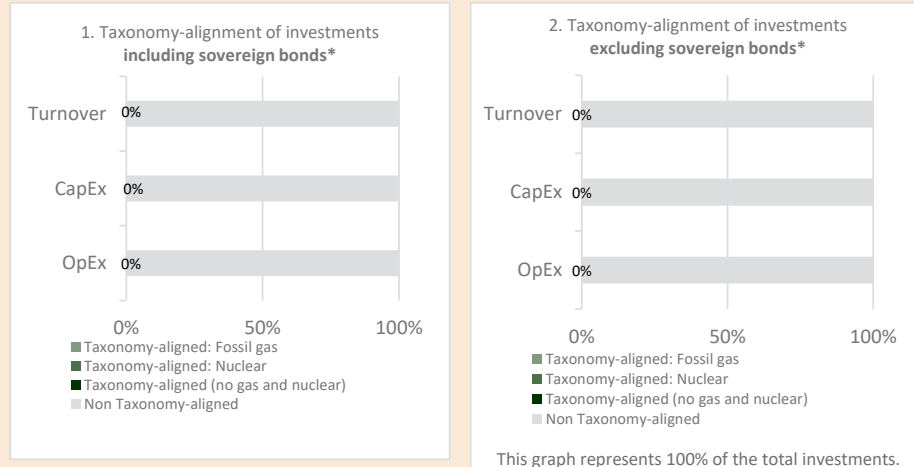 1. Taxonomy-alignment of investments
including sovereign bonds*
Turnover 0%
CapEx 0%
OpEx 0%
0% 50% 100%
Taxonomy-aligned: Fossil gas
Taxonomy-aligned: Nuclear
Taxonomy-aligned (no gas and nuclear)
Non Taxonomy-aligned
2. Taxonomy-alignment of investments
excluding sovereign bonds*
Turnover 0%
CapEx 0%
OpEx 0%
0% 50% 100%
Taxonomy-aligned: Fossil gas
Taxonomy-aligned: Nuclear
Taxonomy-aligned (no gas and nuclear)
Non Taxonomy-aligned
This graph represents 100% of the total investments.